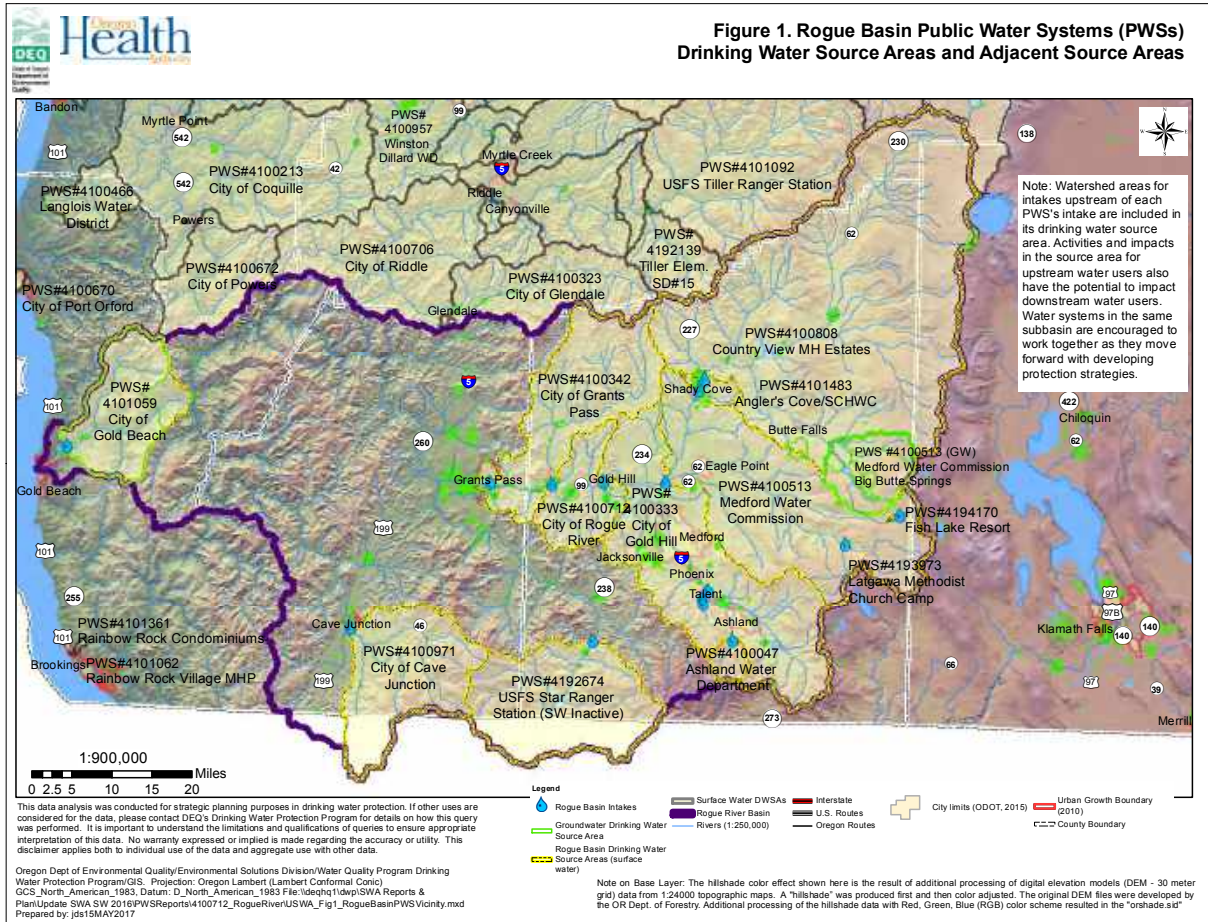 Figure 1. Rogue Basin Public Water Systems (PWSs)
Drinking Water Source Areas and Adjacent Source Areas
DEQ
State of Oregon
Department of
Environmental
Quality
Oregon
Health
Authority
Bandon
Myrtle Point
542
101
PWS#
4100957
Winston
Dillard WD
99
Myrtle Creek
5
230
138
PWS#4100213
City of Coquille
42
PWS#4101092
USFS Tiller Ranger Station
PWS#4100466
Langlois Water
District
542
Powers
Riddle
Canyonville
Note: Watershed areas for
intakes upstream of each
PWS's intake are included in
its drinking water source
area. Activities and impacts
in the source area for
upstream water users also
have the potential to impact
downstream water users.
Water systems in the same
subbasin are encouraged to
work together as they move
forward with developing
protection strategies.
PWS#4100706
City of Riddle
PWS#
4192139
Tiller Elem.
SD#15
62
PWS#4100672
City of Powers
PWS#4100323
City of Glendale
PWS#4100670
City of Port Orford
Glendale
227
PWS#4100808
Country View MH Estates
PWS#
4101059
City of
Gold Beach
101
5
PWS#4100342
City of Grants
Pass
Shady Cove
PWS#4101483
Angler's Cove/SCHWC
422
Chiloquin
62
Butte Falls
260
234
62
Eagle Point
62
PWS #4100513 (GW)
Medford Water Commission
Big Butte Springs
Gold Beach
Grants Pass
99
Gold Hill
PWS#4100513
Medford Water
Commission
PWS#4100712
City of Rogue
River
PWS#
4100333
City of
Gold Hill
PWS#4194170
Fish Lake Resort
199
Jacksonville
Medford
5
Phoenix
PWS#4193973
Latgawa Methodist
Church Camp
101
255
238
Talent
97
97B
140
Klamath Falls
140
PWS#4101361
Rainbow Rock Condominiums
101
Cave Junction
46
Ashland
Brookings
PWS#4101062
Rainbow Rock Village MHP
199
PWS#4100971
City of Cave
Junction
PWS#4192674
USFS Star Ranger
Station (SW Inactive)
PWS#4100047
Ashland Water
Department
66
97
39
273
Merrill
1:900,000
Miles
0 2.5 5 10 15 20
This data analysis was conducted for strategic planning purposes in drinking water protection. If other uses are
considered for the data, please contact DEQ's Drinking Water Protection Program for details on how this query
was performed. It is important to understand the limitations and qualifications of queries to ensure appropriate
interpretation of this data. No warranty expressed or implied is made regarding the accuracy or utility. This
disclaimer applies both to individual use of the data and aggregate use with other data.
Oregon Dept of Environmental Quality/Environmental Solutions Division/Water Quality Program Drinking
Water Protection Program/GIS. Projection: Oregon Lambert (Lambert Conformal Conic)
GCS_North_American_1983, Datum: D_North_American_1983 File:\\deqhq1\dwp\SWA Reports &
Plan\Update SWA SW 2016\PWSReports\4100712_RogueRiver\USWA_Fig1_RogueBasinPWSVicinity.mxd
Prepared by: jds15MAY2017
Legend
Rogue Basin Intakes
Groundwater Drinking Water
Source Area
Rogue Basin Drinking Water
Source Areas (surface
water)
Surface Water DWSAs
Rogue River Basin
Rivers (1:250,000)
Interstate
U.S. Routes
Oregon Routes
City limits (ODOT, 2015)
Urban Growth Boundary
(2010)
County Boundary
Note on Base Layer: The hillshade color effect shown here is the result of additional processing of digital elevation models (DEM - 30 meter
grid) data from 1:24000 topographic maps. A "hillshade" was produced first and then color adjusted. The original DEM files were developed by
the OR Dept. of Forestry. Additional processing of the hillshade data with Red, Green, Blue (RGB) color scheme resulted in the "orshade.sid"